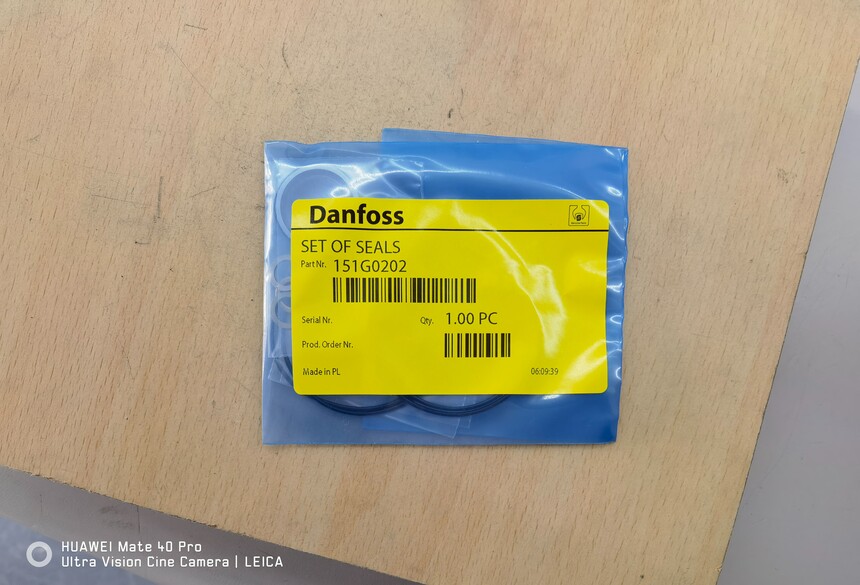 Danfoss
SET OF SEALS
Part Nr. 151G0202
Serial Nr. Qty. 1.00 PC
Prod. Order Nr.
Made in PL 06:09:39
HUAWEI Mate 40 Pro
Ultra Vision Cine Camera | LEICA